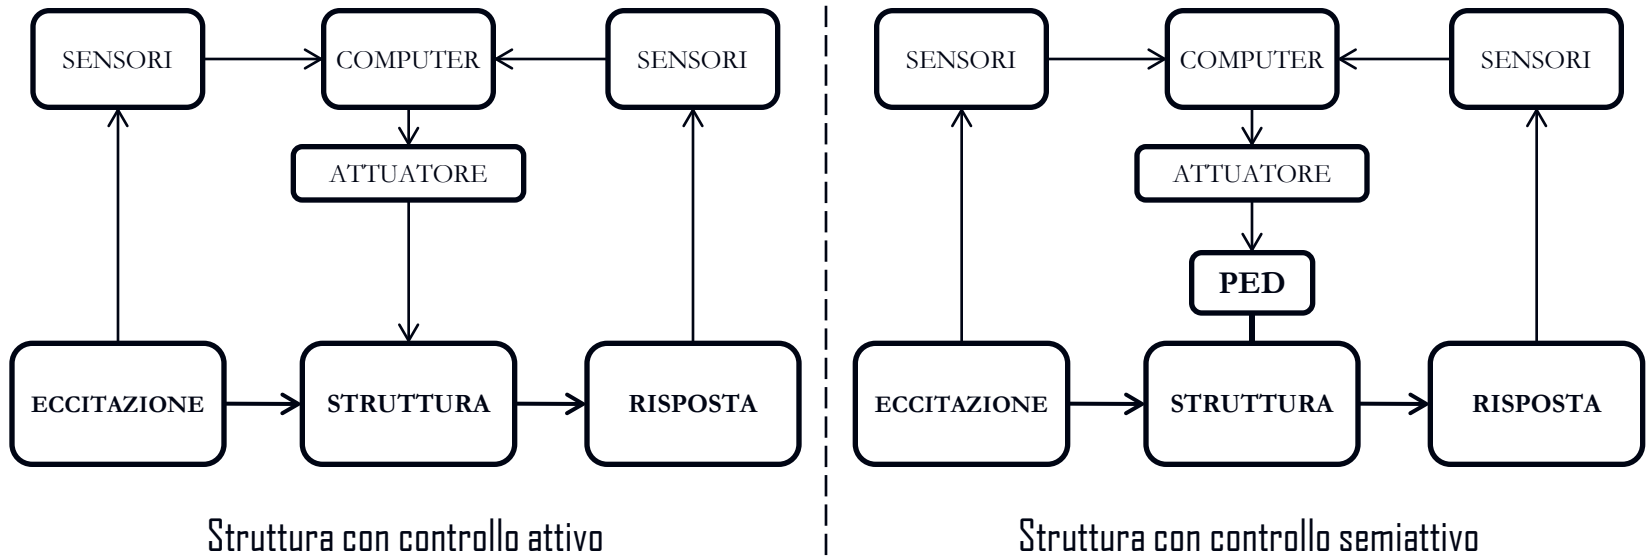 SENSORI
COMPUTER
SENSORI
ATTUATORE
ECCITAZIONE
STRUTTURA
RISPOSTA
Struttura con controllo attivo
SENSORI
COMPUTER
SENSORI
ATTUATORE
PED
ECCITAZIONE
STRUTTURA
RISPOSTA
Struttura con controllo semiattivo